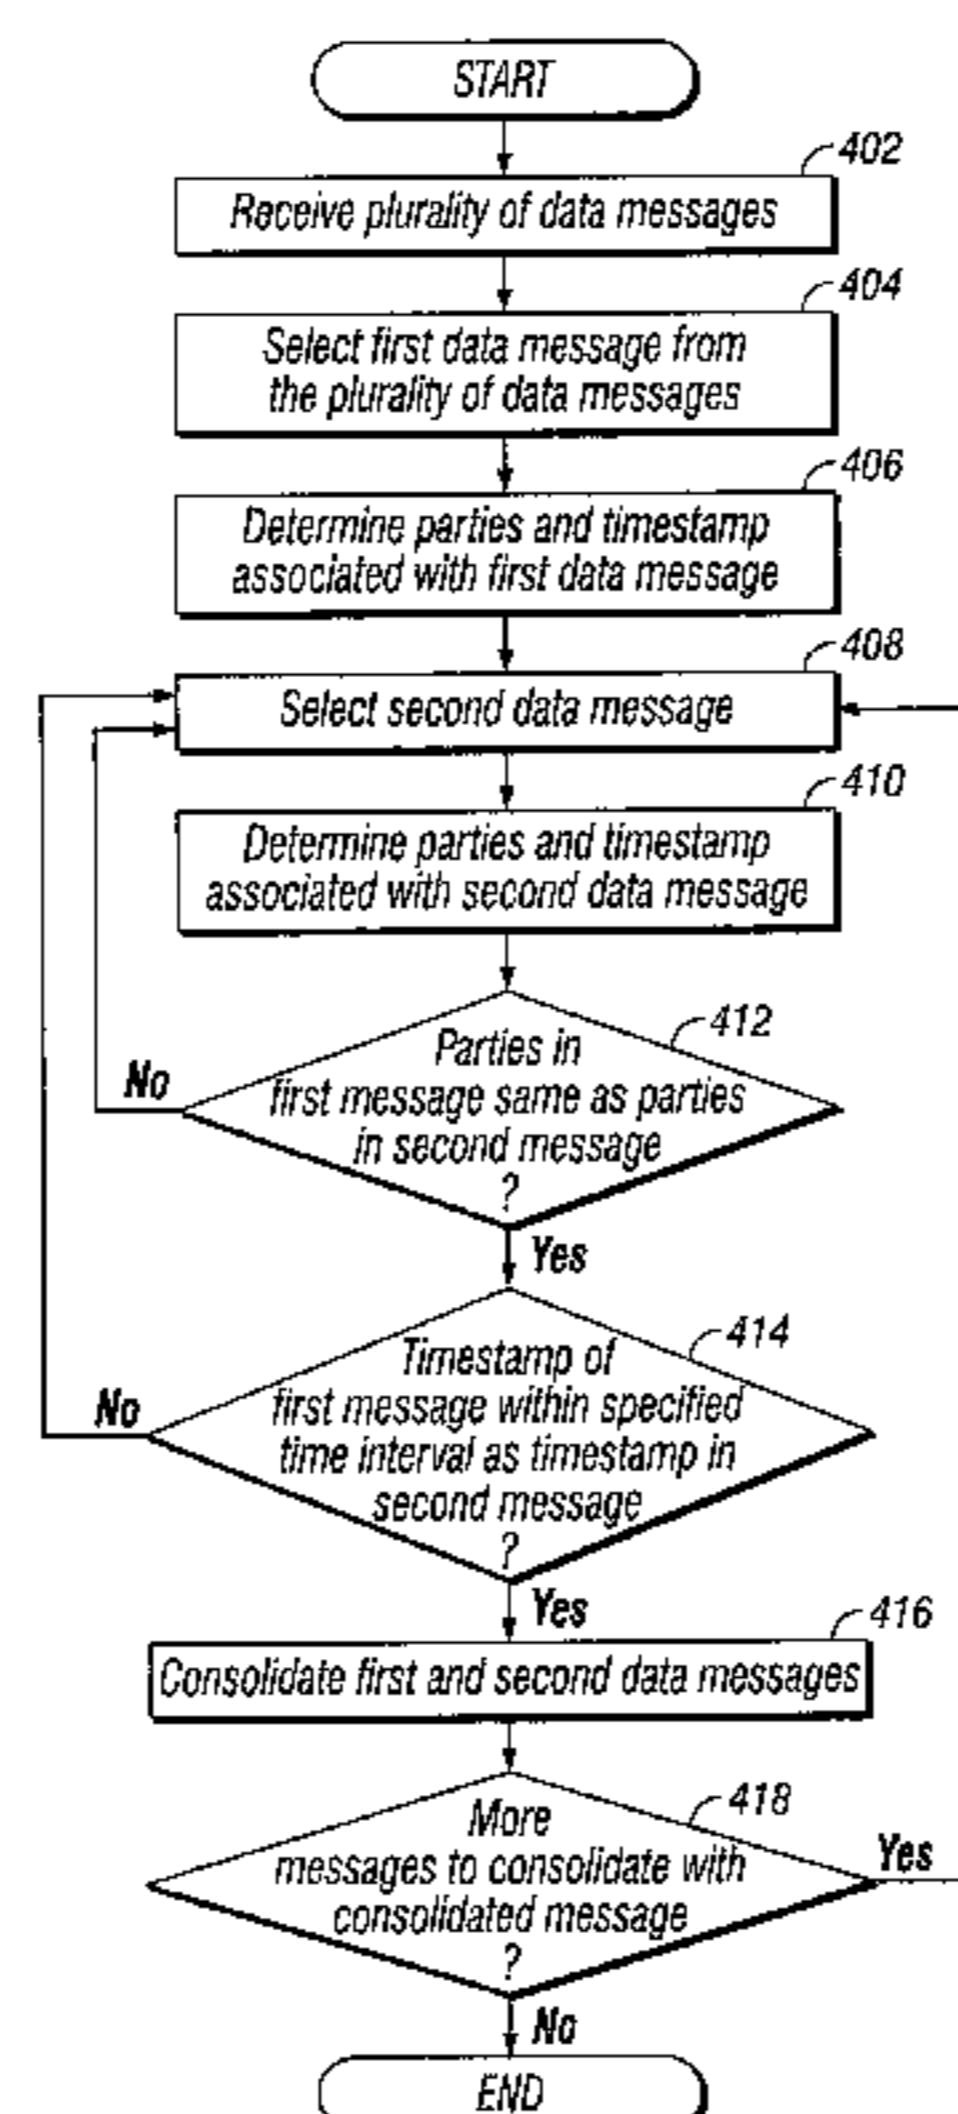 START
402
Receive plurality of data messages
404
Select first data message from
the plurality of data messages
406
Determine parties and timestamp
associated with first data message
408
Select second data message
410
Determine parties and timestamp
associated with second data message
412
Parties in
first message same as parties
in second message
?
No
Yes
414
Timestamp of
first message within specified
time interval as timestamp in
second message
?
No
Yes
416
Consolidate first and second data messages
418
More
messages to consolidate with
consolidated message
?
Yes
No
END